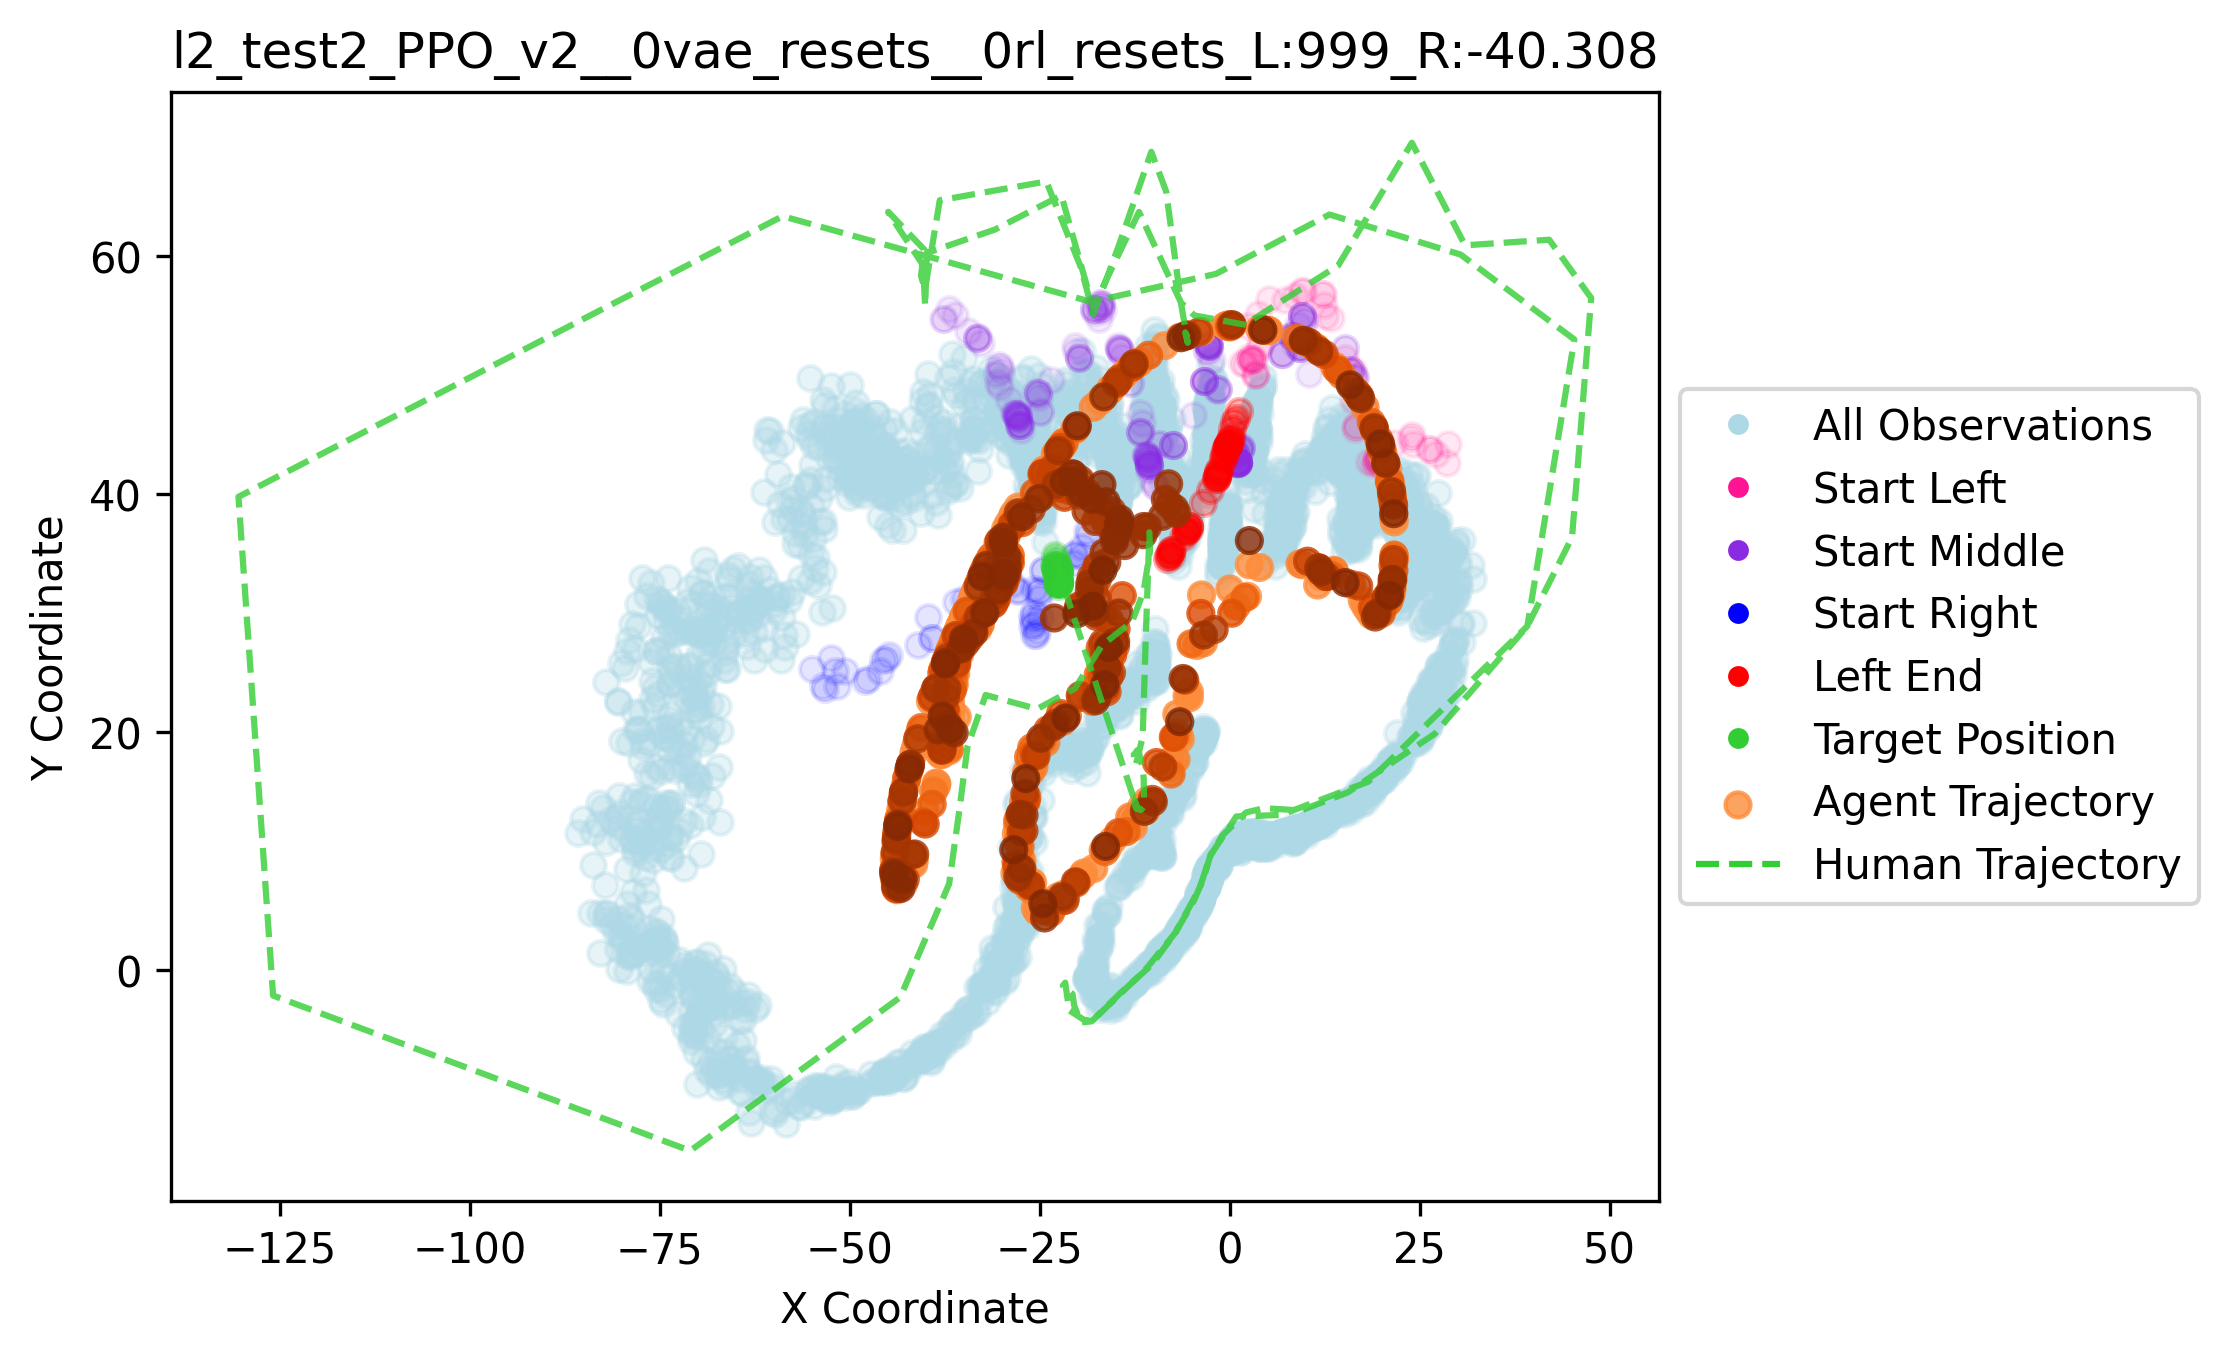 l2_test2_PPO_v2__0vae_resets__0rl_resets_L:999_R:-40.308
Y Coordinate
60
40
20
0
−125
−100
−75
−50
−25
0
25
50
X Coordinate
All Observations
Start Left
Start Middle
Start Right
Left End
Target Position
Agent Trajectory
Human Trajectory